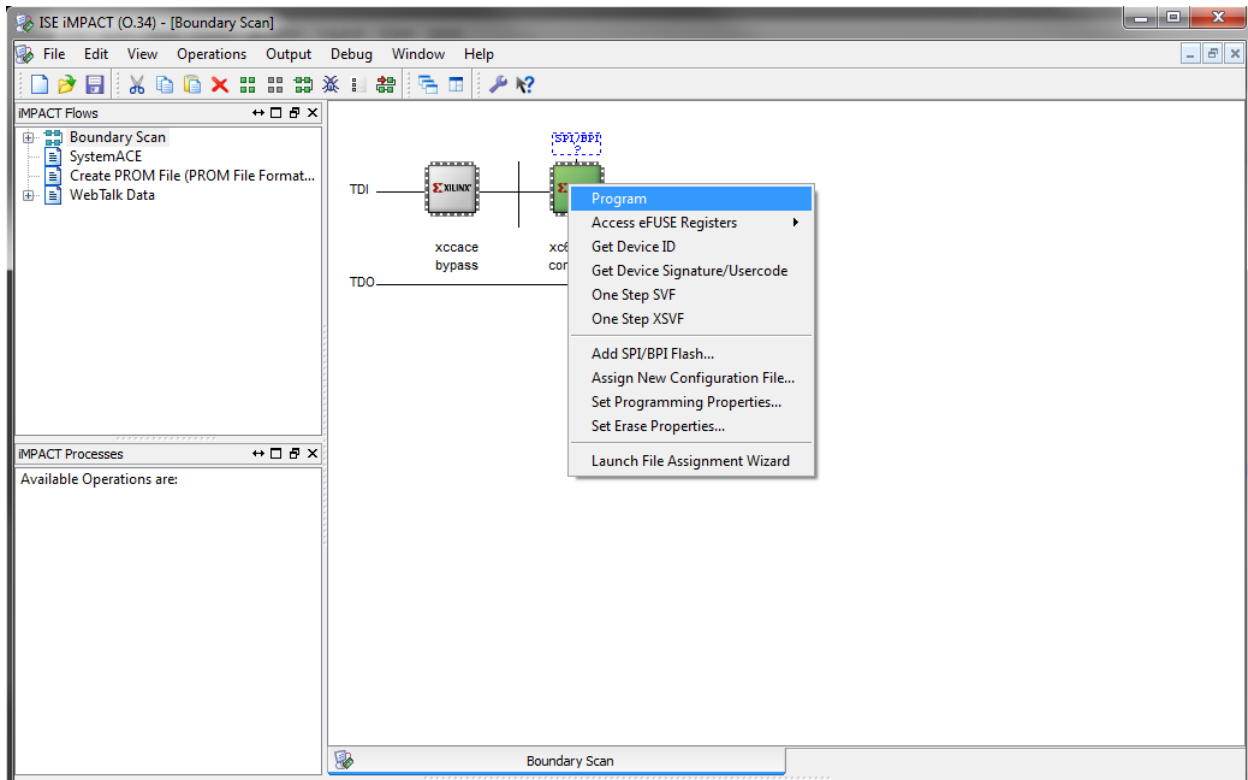 ISE iMPACT (O.34) - [Boundary Scan]
File Edit View Operations Output Debug Window Help
iMPACT Flows
Boundary Scan
SystemACE
Create PROM File (PROM File Format...
WebTalk Data
iMPACT Processes
Available Operations are:
SPI/BPI
?
TDI
XILINX
xccace
bypass
TDO
Program
Access eFUSE Registers
Get Device ID
Get Device Signature/Usercode
One Step SVF
One Step XSVF
Add SPI/BPI Flash...
Assign New Configuration File...
Set Programming Properties...
Set Erase Properties...
Launch File Assignment Wizard
Boundary Scan